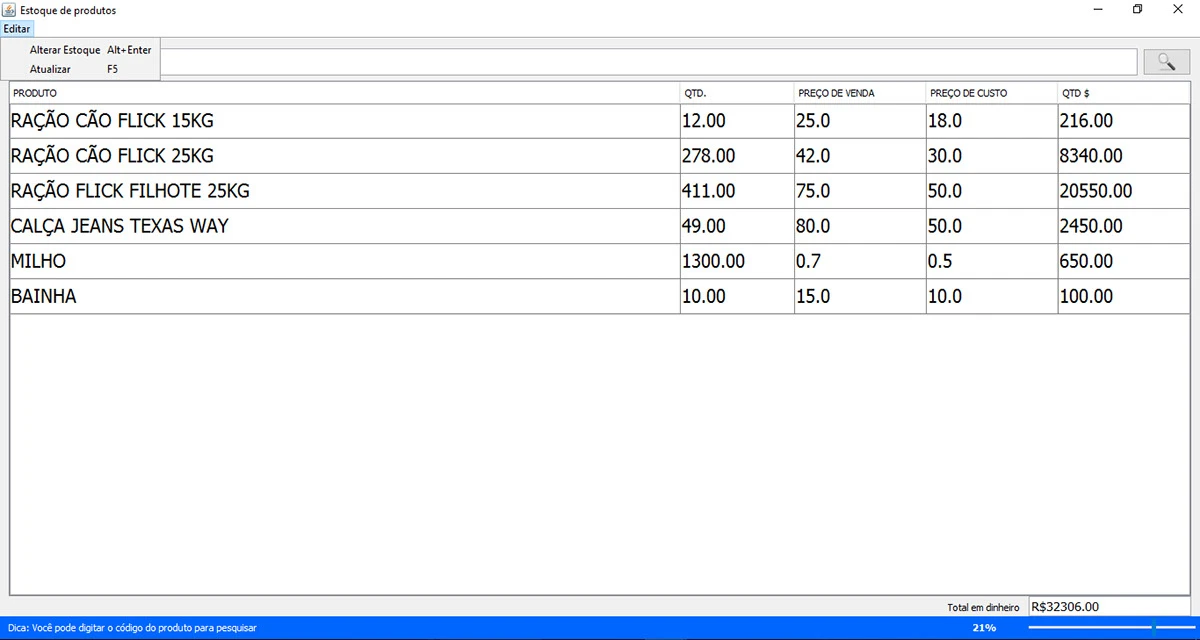 Estoque de produtos
Editar
Alterar Estoque Alt+Enter
Atualizar F5
PRODUTO QTD. PREÇO DE VENDA PREÇO DE CUSTO QTD $
RAÇÃO CÃO FLICK 15KG 12.00 25.0 18.0 216.00
RAÇÃO CÃO FLICK 25KG 278.00 42.0 30.0 8340.00
RAÇÃO FLICK FILHOTE 25KG 411.00 75.0 50.0 20550.00
CALÇA JEANS TEXAS WAY 49.00 80.0 50.0 2450.00
MILHO 1300.00 0.7 0.5 650.00
BAINHA 10.00 15.0 10.0 100.00
Total em dinheiro R$32306.00
Dica: Você pode digitar o código do produto para pesquisar 21%